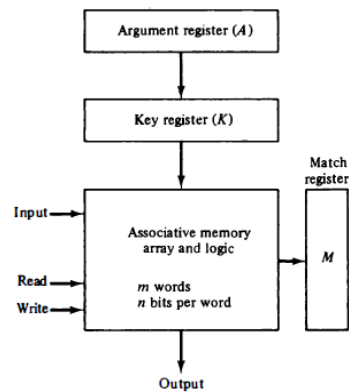 Argument register (A)
Key register (K)
Match
register
Input
Associative memory
array and logic
M
Read
m words
Write
n bits per word
Output